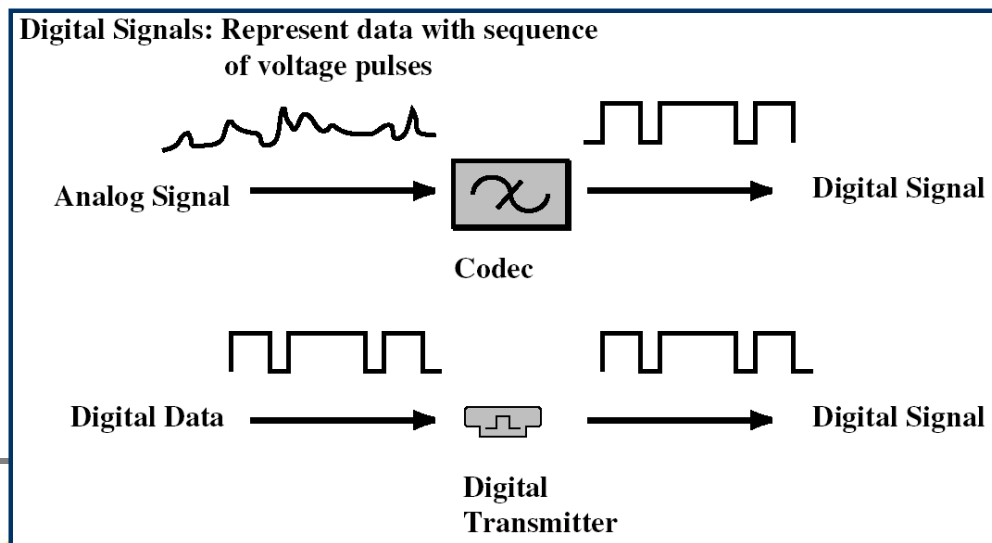 Digital Signals: Represent data with sequence
of voltage pulses
Analog Signal
Digital Signal
Codec
Digital Data
Digital Signal
Digital
Transmitter